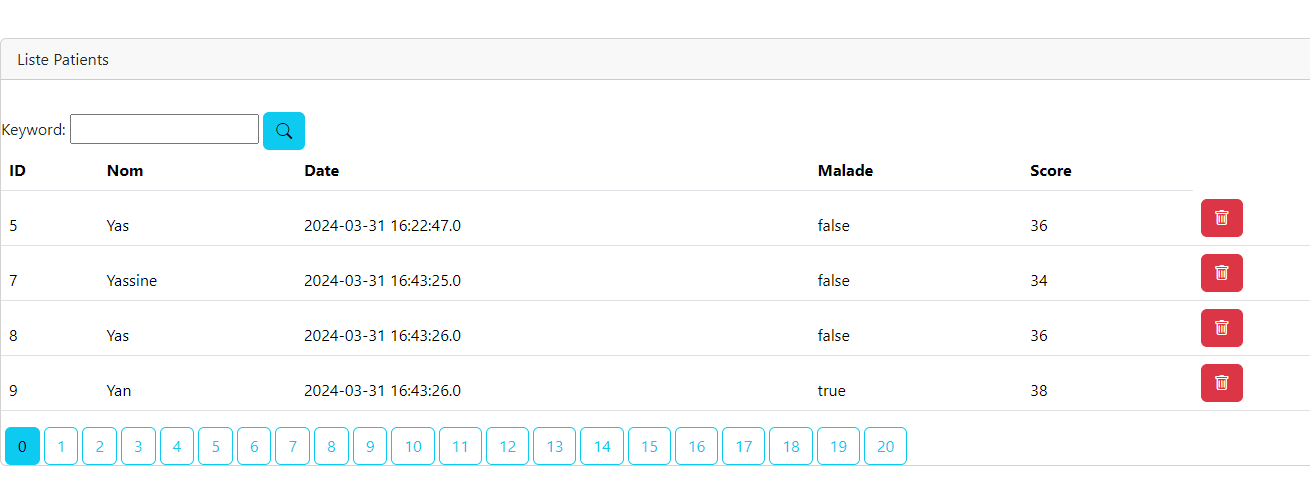 Liste Patients
Keyword:
ID Nom Date Malade Score
5 Yas 2024-03-31 16:22:47.0 false 36
7 Yassine 2024-03-31 16:43:25.0 false 34
8 Yas 2024-03-31 16:43:26.0 false 36
9 Yan 2024-03-31 16:43:26.0 true 38
0 1 2 3 4 5 6 7 8 9 10 11 12 13 14 15 16 17 18 19 20